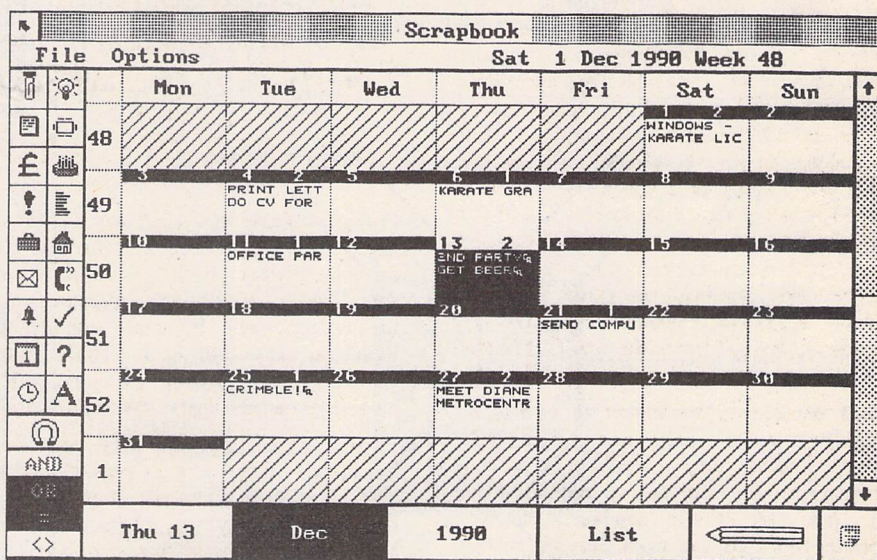 Scrapbook
File Options Sat 1 Dec 1990 Week 48
Mon Tue Wed Thu Fri Sat Sun
48 1 2 2
WINDOWS -
KARATE LIC
3 4 2 5 6 1 7 8 9
49
PRINT LETT KARATE GRA
DO CV FOR
10 11 1 12 13 2 14 15 16
50
OFFICE PAR END PARTY
GET BEER
17 18 19 20 21 1 22 23
51
SEND COMPU
24 25 1 26 27 2 28 29 30
52
CRIMBLE! MEET DIANE
METROCENTR
31
1
AND
OR
=
<>
Thu 13 Dec 1990 List